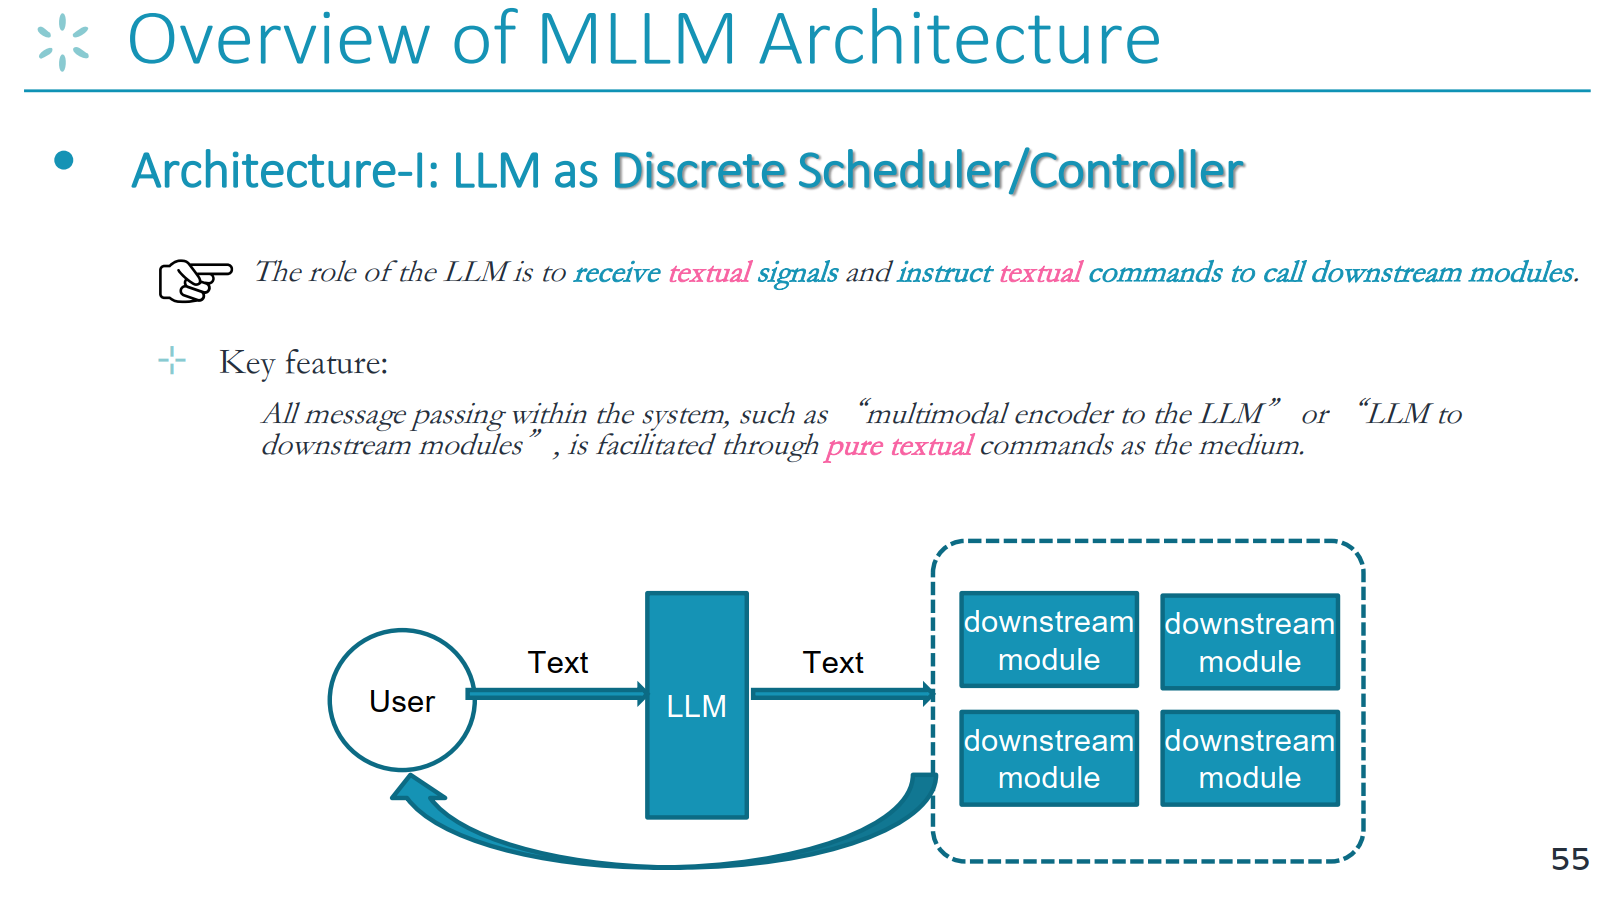 Overview of MLLM Architecture
• Architecture-I: LLM as Discrete Scheduler/Controller
The role of the LLM is to receive textual signals and instruct textual commands to call downstream modules.
Key feature:
All message passing within the system, such as “multimodal encoder to the LLM” or “LLM to
downstream modules”, is facilitated through pure textual commands as the medium.
User
Text
LLM
Text
downstream
module
downstream
module
downstream
module
downstream
module
55